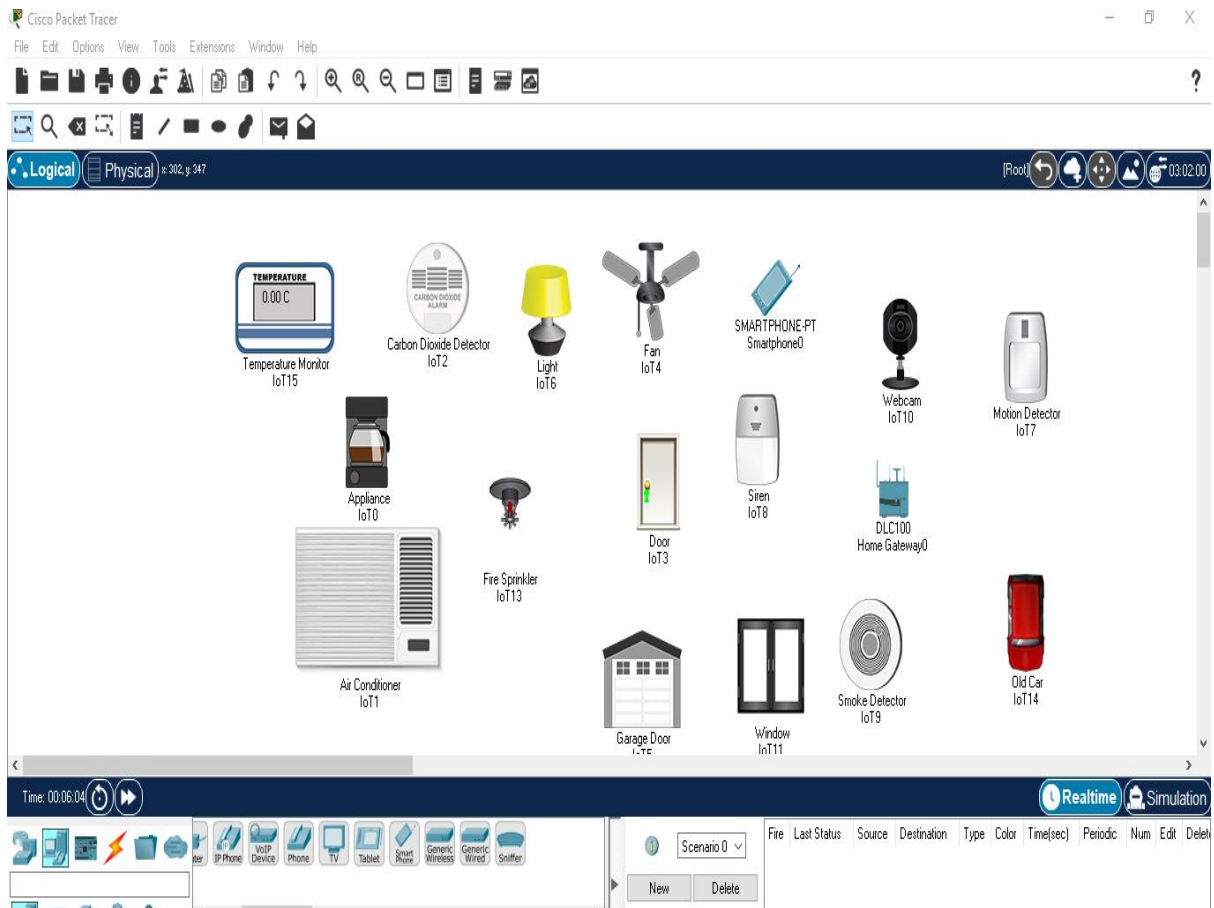 Cisco Packet Tracer
File Edit Options View Tools Extensions Window Help
?
Logical Physical x: 302, y: 347 [Root] 03:02:00
TEMPERATURE
0.00 C
Temperature Monitor
IoT15
CARBON DIOXIDE
ALARM
Carbon Dioxide Detector
IoT2
Light
IoT6
Fan
IoT4
SMARTPHONE-PT
Smartphone0
Webcam
IoT10
Motion Detector
IoT7
Appliance
IoT0
Fire Sprinkler
IoT13
Door
IoT3
Siren
IoT8
DLC100
Home Gateway0
Air Conditioner
IoT1
Garage Door
IoT5
Window
IoT11
Smoke Detector
IoT9
Old Car
IoT14
Time: 00:06:04 Realtime Simulation
IP Phone
VoIP
Device
Phone
TV
Tablet
Smart
Phone
Generic
Wireless
Generic
Wired
Sniffer
Scenario 0
New Delete
Fire Last Status Source Destination Type Color Time(sec) Periodic Num Edit Delete